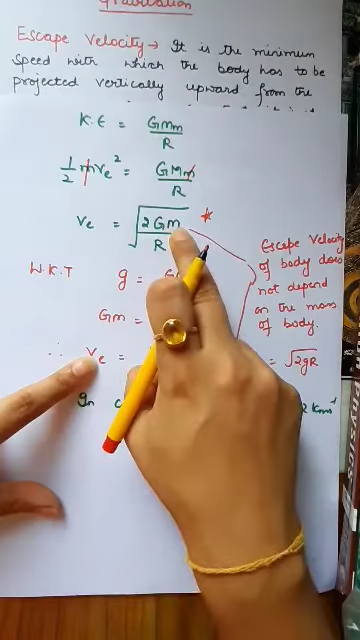 Gravitation
Escape Velocity → It is the minimum
speed with which the body has to be
projected vertically upward from the
K.E = GMm/R
1/2 mve² = GMm/R
ve = √2Gm/R *
Escape Velocity
of body does
not depend
on the mass
of body.
W.K.T g =
Gm =
∴ ve = = √2gR
Kms⁻¹